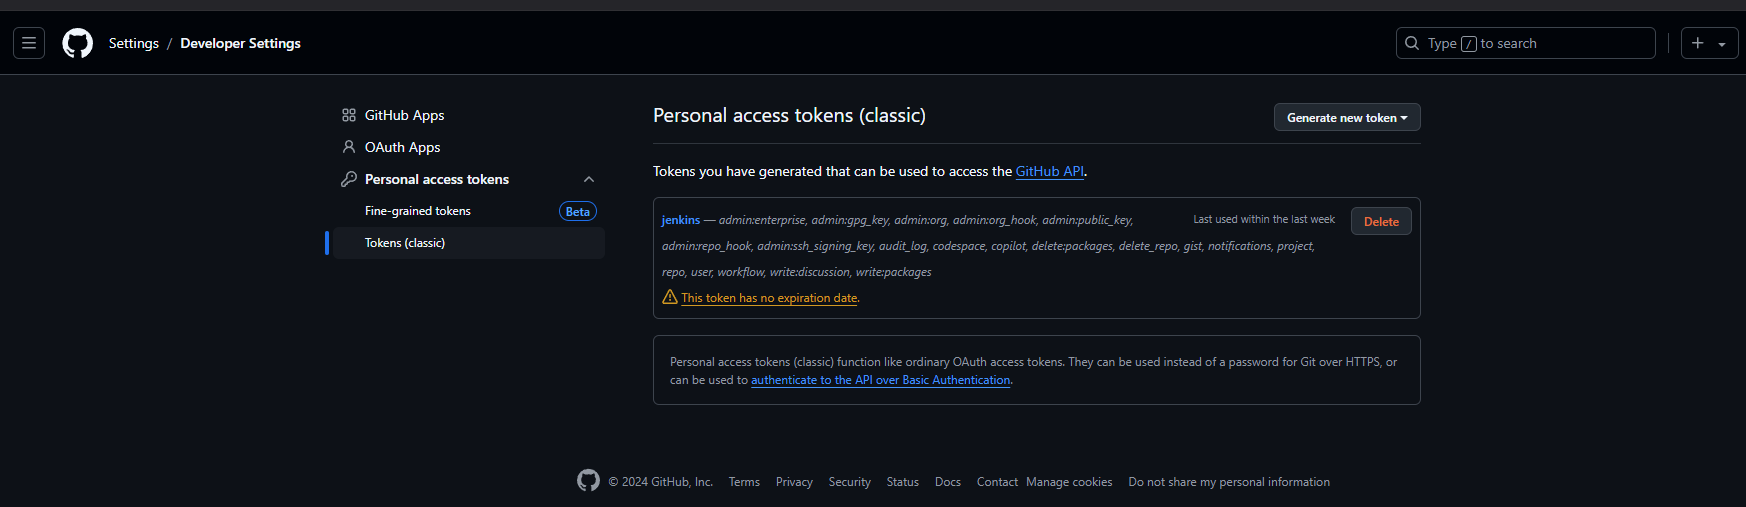 Settings / Developer Settings
Type / to search
GitHub Apps
OAuth Apps
Personal access tokens
Fine-grained tokens Beta
Tokens (classic)
Personal access tokens (classic)
Generate new token
Tokens you have generated that can be used to access the GitHub API.
jenkins — admin:enterprise, admin:gpg_key, admin:org, admin:org_hook, admin:public_key,
admin:repo_hook, admin:ssh_signing_key, audit_log, codespace, copilot, delete:packages, delete_repo, gist, notifications, project,
repo, user, workflow, write:discussion, write:packages
Last used within the last week
Delete
This token has no expiration date.
Personal access tokens (classic) function like ordinary OAuth access tokens. They can be used instead of a password for Git over HTTPS, or
can be used to authenticate to the API over Basic Authentication.
© 2024 GitHub, Inc. Terms Privacy Security Status Docs Contact Manage cookies Do not share my personal information